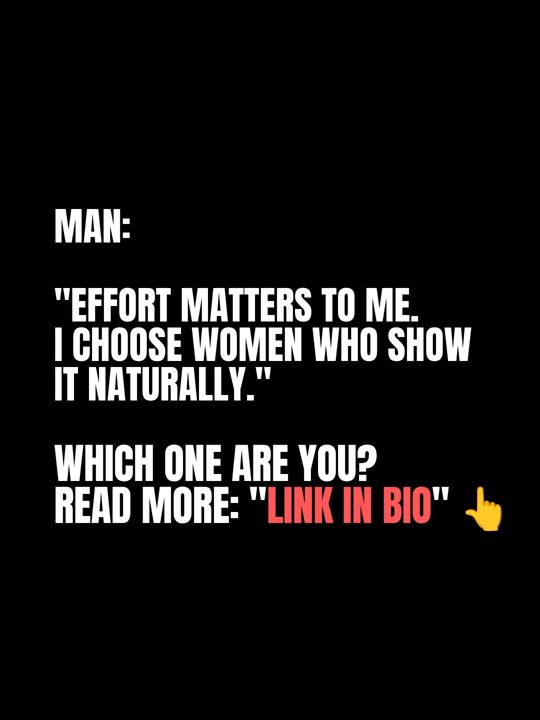 MAN:
"EFFORT MATTERS TO ME.
I CHOOSE WOMEN WHO SHOW
IT NATURALLY."
WHICH ONE ARE YOU?
READ MORE: "LINK IN BIO" 👆